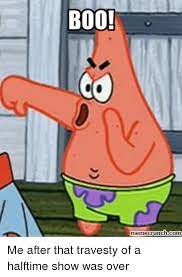 BOO!
memecrunch.com
Me after that travesty of a
halftime show was over